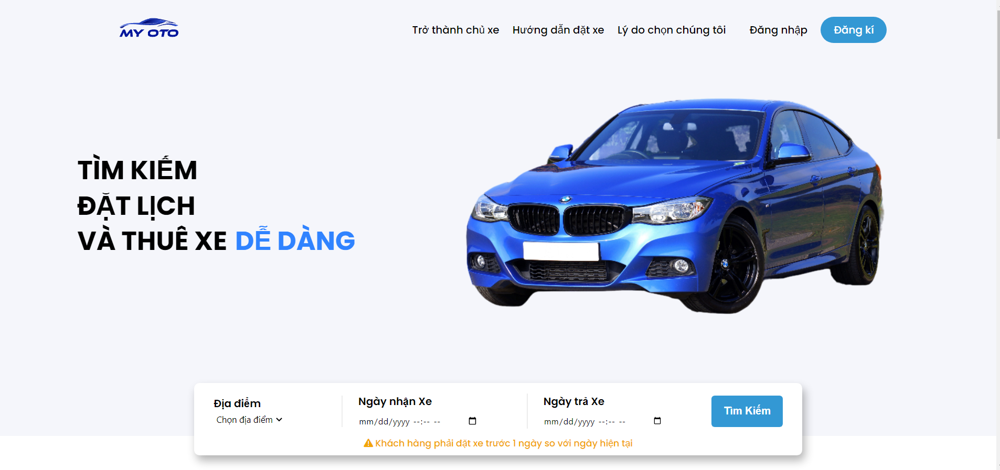 MY OTO
Trở thành chủ xe Hướng dẫn đặt xe Lý do chọn chúng tôi Đăng nhập Đăng kí
TÌM KIẾM
ĐẶT LỊCH
VÀ THUÊ XE DỄ DÀNG
Địa điểm
Chọn địa điểm
Ngày nhận Xe
mm/dd/yyyy --:-- --
Ngày trả Xe
mm/dd/yyyy --:-- --
Tìm Kiếm
Khách hàng phải đặt xe trước 1 ngày so với ngày hiện tại